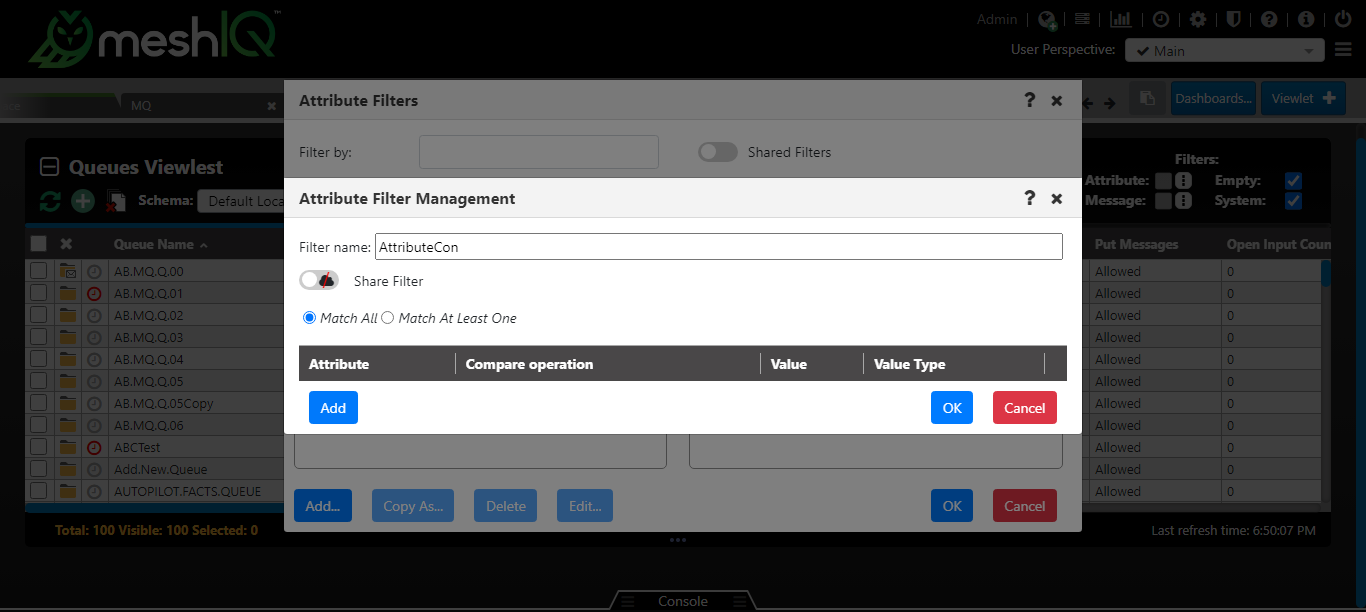 meshIQ™
Admin
User Perspective: Main
MQ
Dashboards...
Viewlet
Attribute Filters
Filter by:
Shared Filters
Queues Viewlest
Schema: Default Loca
Filters:
Attribute: Empty:
Message: System:
Attribute Filter Management
Filter name: AttributeCon
Share Filter
Match All Match At Least One
Attribute Compare operation Value Value Type
Add OK Cancel
Queue Name Put Messages Open Input Coun
AB.MQ.Q.00 Allowed 0
AB.MQ.Q.01 Allowed 0
AB.MQ.Q.02 Allowed 0
AB.MQ.Q.03 Allowed 0
AB.MQ.Q.04 Allowed 0
AB.MQ.Q.05 Allowed 0
AB.MQ.Q.05Copy Allowed 0
AB.MQ.Q.06 Allowed 0
ABCTest Allowed 0
Add.New.Queue Allowed 0
AUTOPILOT.FACTS.QUEUE Allowed 0
Add... Copy As... Delete Edit... OK Cancel
Total: 100 Visible: 100 Selected: 0
Last refresh time: 6:50:07 PM
Console